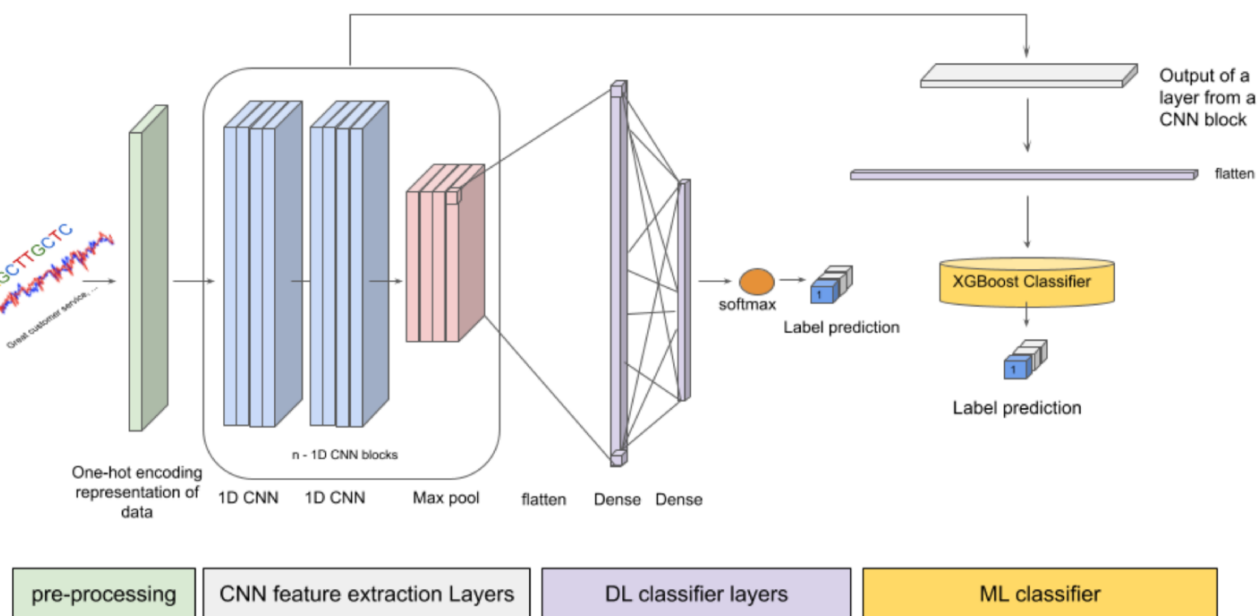 Output of a
layer from a
CNN block
flatten
GCTTGCTC
Great customer service, ...
XGBoost Classifier
softmax
1
Label prediction
1
Label prediction
n - 1D CNN blocks
One-hot encoding
representation of
data
1D CNN
1D CNN
Max pool
flatten
Dense
Dense
pre-processing
CNN feature extraction Layers
DL classifier layers
ML classifier